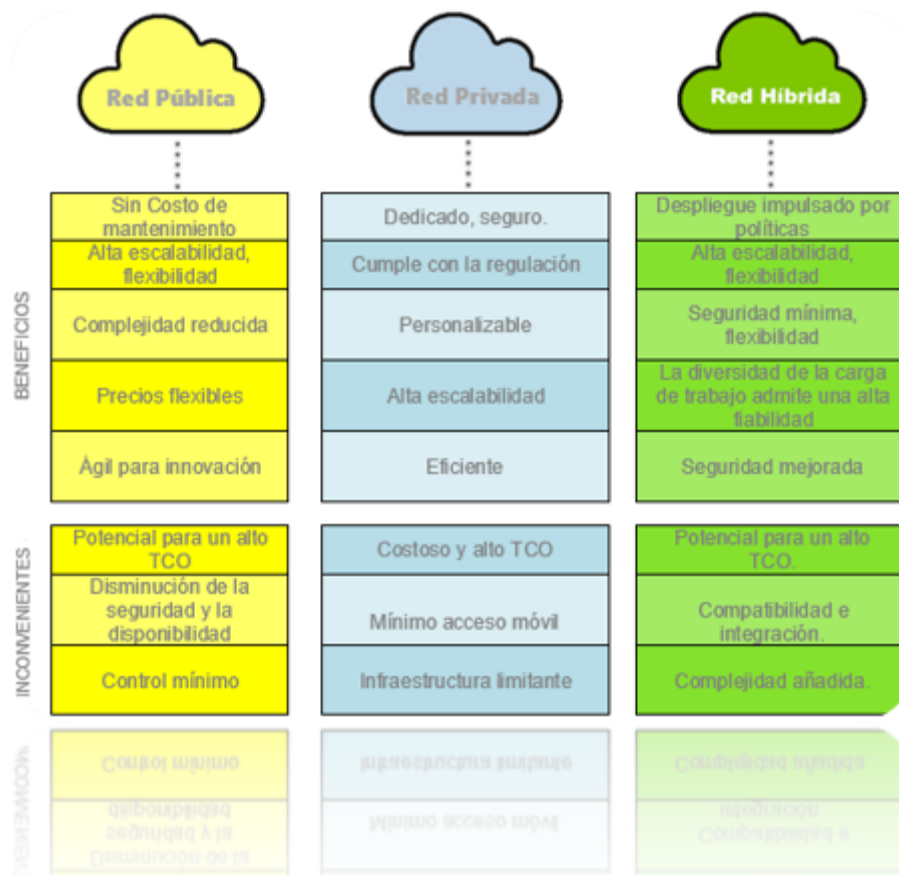 Red Pública
Red Privada
Red Híbrida
BENEFICIOS
Sin Costo de
mantenimiento
Dedicado, seguro.
Despliegue impulsado por
políticas
Alta escalabilidad,
flexibilidad
Cumple con la regulación
Alta escalabilidad,
flexibilidad
Complejidad reducida
Personalizable
Seguridad mínima,
flexibilidad
Precios flexibles
Alta escalabilidad
La diversidad de la carga
de trabajo admite una alta
fiabilidad
Ágil para innovación
Eficiente
Seguridad mejorada
INCONVENIENTES
Potencial para un alto
TCO
Costoso y alto TCO
Potencial para un alto
TCO.
Disminución de la
seguridad y la
disponibilidad
Mínimo acceso móvil
Compatibilidad e
integración.
Control mínimo
Infraestructura limitante
Complejidad añadida.